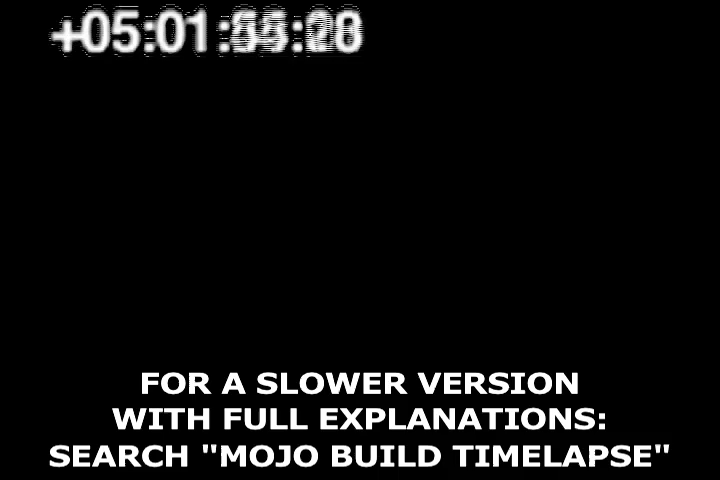 +05:01:
FOR A SLOWER VERSION
WITH FULL EXPLANATIONS:
SEARCH "MOJO BUILD TIMELAPSE"